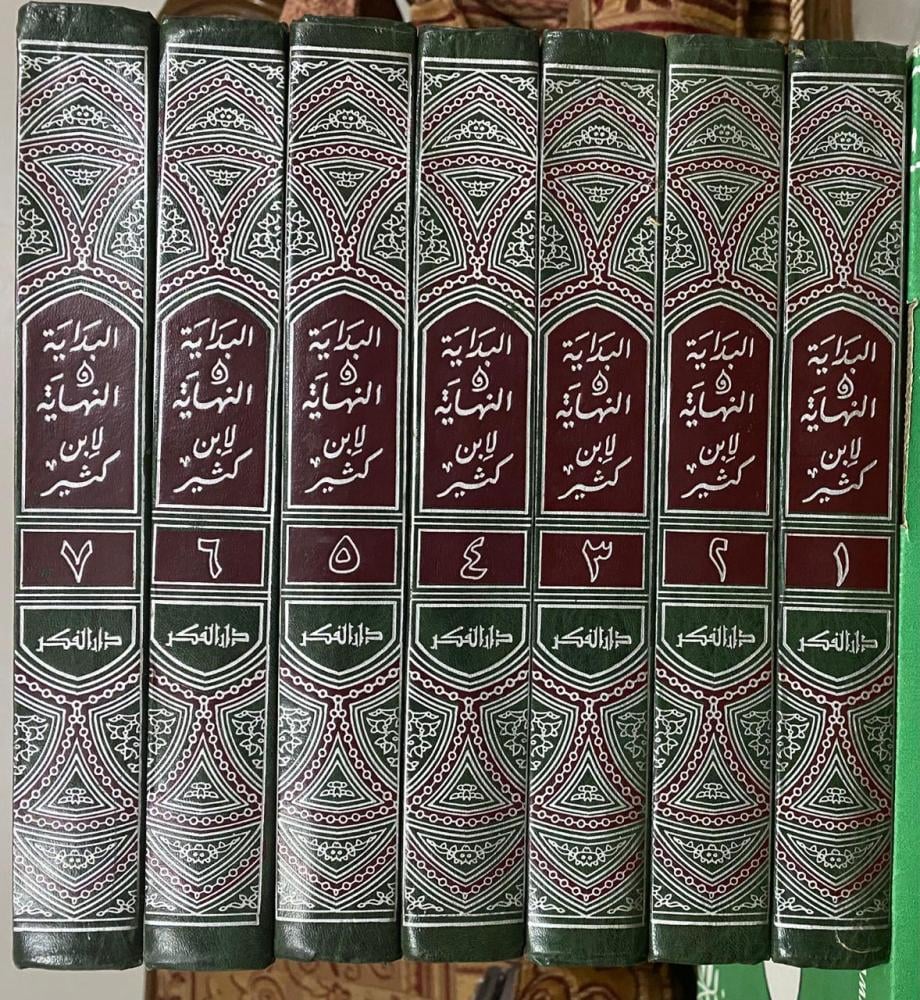 البداية
و
النهاية
لابن
كثير
١
دار الفكر
البداية
و
النهاية
لابن
كثير
٢
دار الفكر
البداية
و
النهاية
لابن
كثير
٣
دار الفكر
البداية
و
النهاية
لابن
كثير
٤
دار الفكر
البداية
و
النهاية
لابن
كثير
٥
دار الفكر
البداية
و
النهاية
لابن
كثير
٦
دار الفكر
البداية
و
النهاية
لابن
كثير
٧
دار الفكر